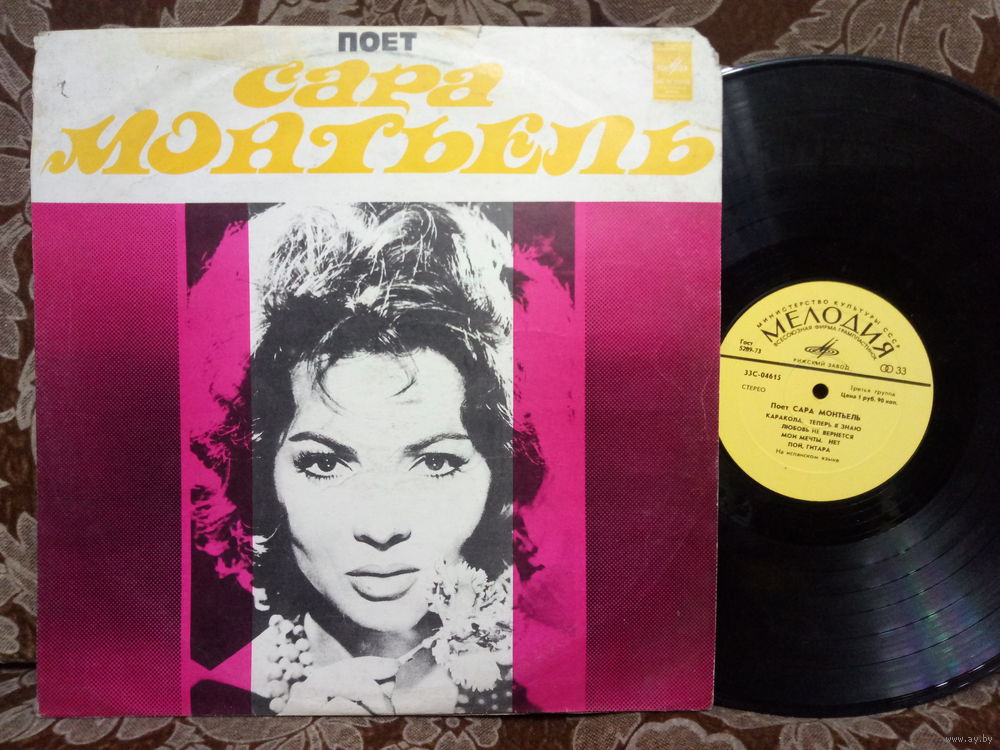 ПОЕТ
Сара
МОНТЬЕЛЬ
МИНИСТЕРСТВО КУЛЬТУРЫ СССР
МЕЛОДИЯ
ВСЕСОЮЗНАЯ ФИРМА ГРАМПЛАСТИНОК
Гост
5289-73
РИЖСКИЙ ЗАВОД
33
33С-04615
СТЕРЕО
Третья группа
Цена 1 руб. 90 коп.
Поет САРА МОНТЬЕЛЬ
КАРАКОЛА, ТЕПЕРЬ Я ЗНАЮ
ЛЮБОВЬ НЕ ВЕРНЕТСЯ
МОИ МЕЧТЫ, НЕТ
ПОЙ, ГИТАРА
На испанском языке
www.ay.by